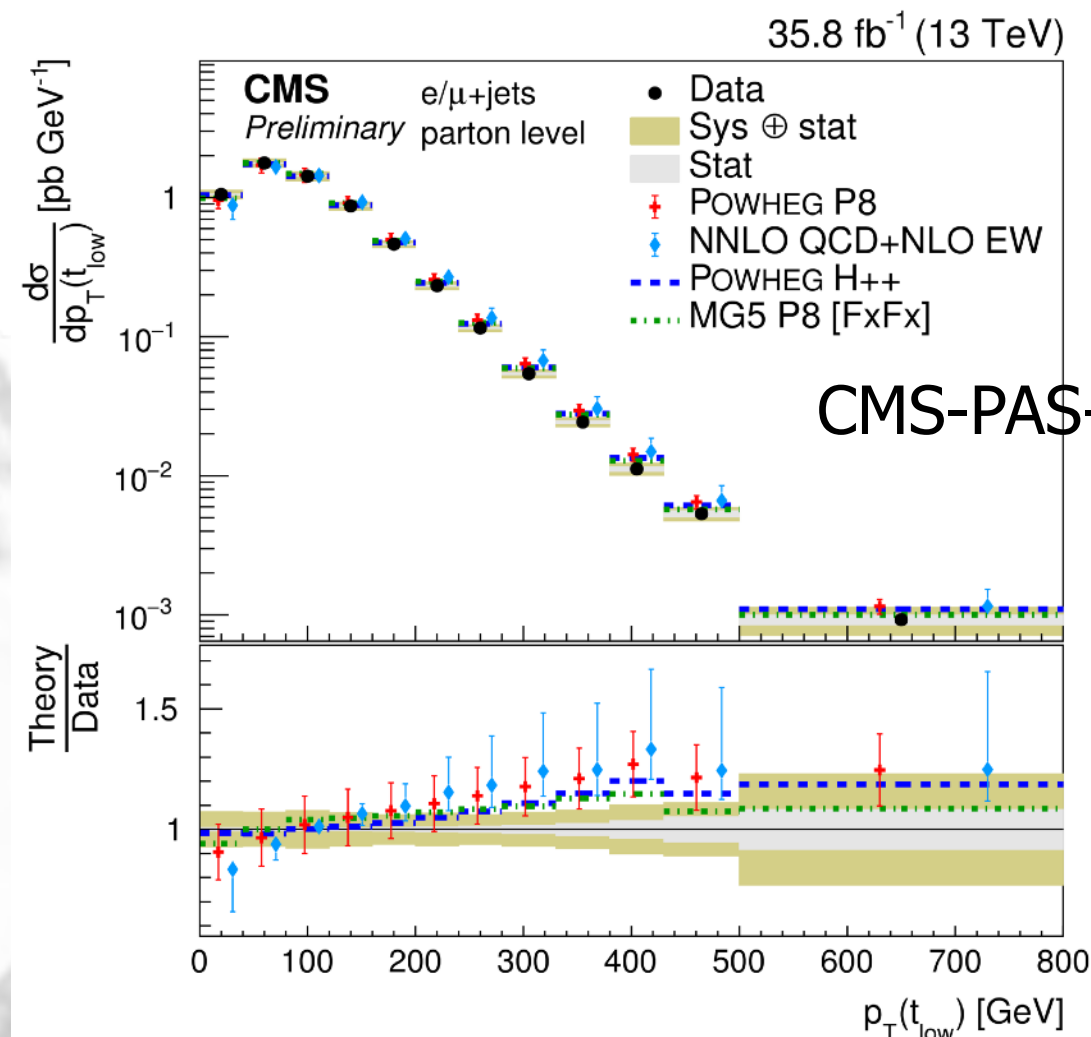 35.8 fb⁻¹ (13 TeV)
dσ
dp_T(t_low) [pb GeV⁻¹]
CMS
Preliminary
e/μ+jets
parton level
Data
Sys ⊕ stat
Stat
POWHEG P8
NNLO QCD+NLO EW
POWHEG H++
MG5 P8 [FxFx]
1
10⁻¹
10⁻²
10⁻³
CMS-PAS-
Theory
Data
1.5
1
0 100 200 300 400 500 600 700 800
p_T(t_low) [GeV]